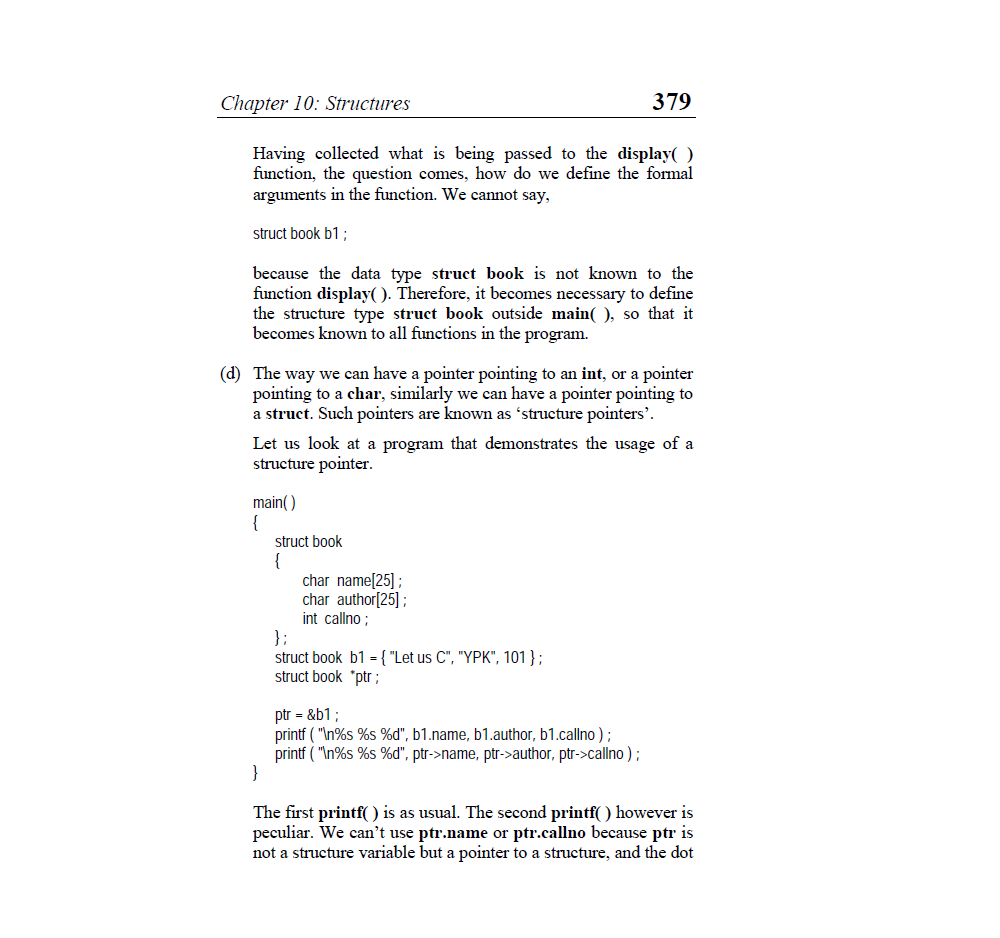 Chapter 10: Structures 379
Having collected what is being passed to the display( )
function, the question comes, how do we define the formal
arguments in the function. We cannot say,
struct book b1 ;
because the data type struct book is not known to the
function display( ). Therefore, it becomes necessary to define
the structure type struct book outside main( ), so that it
becomes known to all functions in the program.
(d) The way we can have a pointer pointing to an int, or a pointer
pointing to a char, similarly we can have a pointer pointing to
a struct. Such pointers are known as ‘structure pointers’.
Let us look at a program that demonstrates the usage of a
structure pointer.
main( )
{
struct book
{
char name[25] ;
char author[25] ;
int callno ;
} ;
struct book b1 = { "Let us C", "YPK", 101 } ;
struct book *ptr ;
ptr = &b1 ;
printf ( "\n%s %s %d", b1.name, b1.author, b1.callno ) ;
printf ( "\n%s %s %d", ptr->name, ptr->author, ptr->callno ) ;
}
The first printf( ) is as usual. The second printf( ) however is
peculiar. We can’t use ptr.name or ptr.callno because ptr is
not a structure variable but a pointer to a structure, and the dot